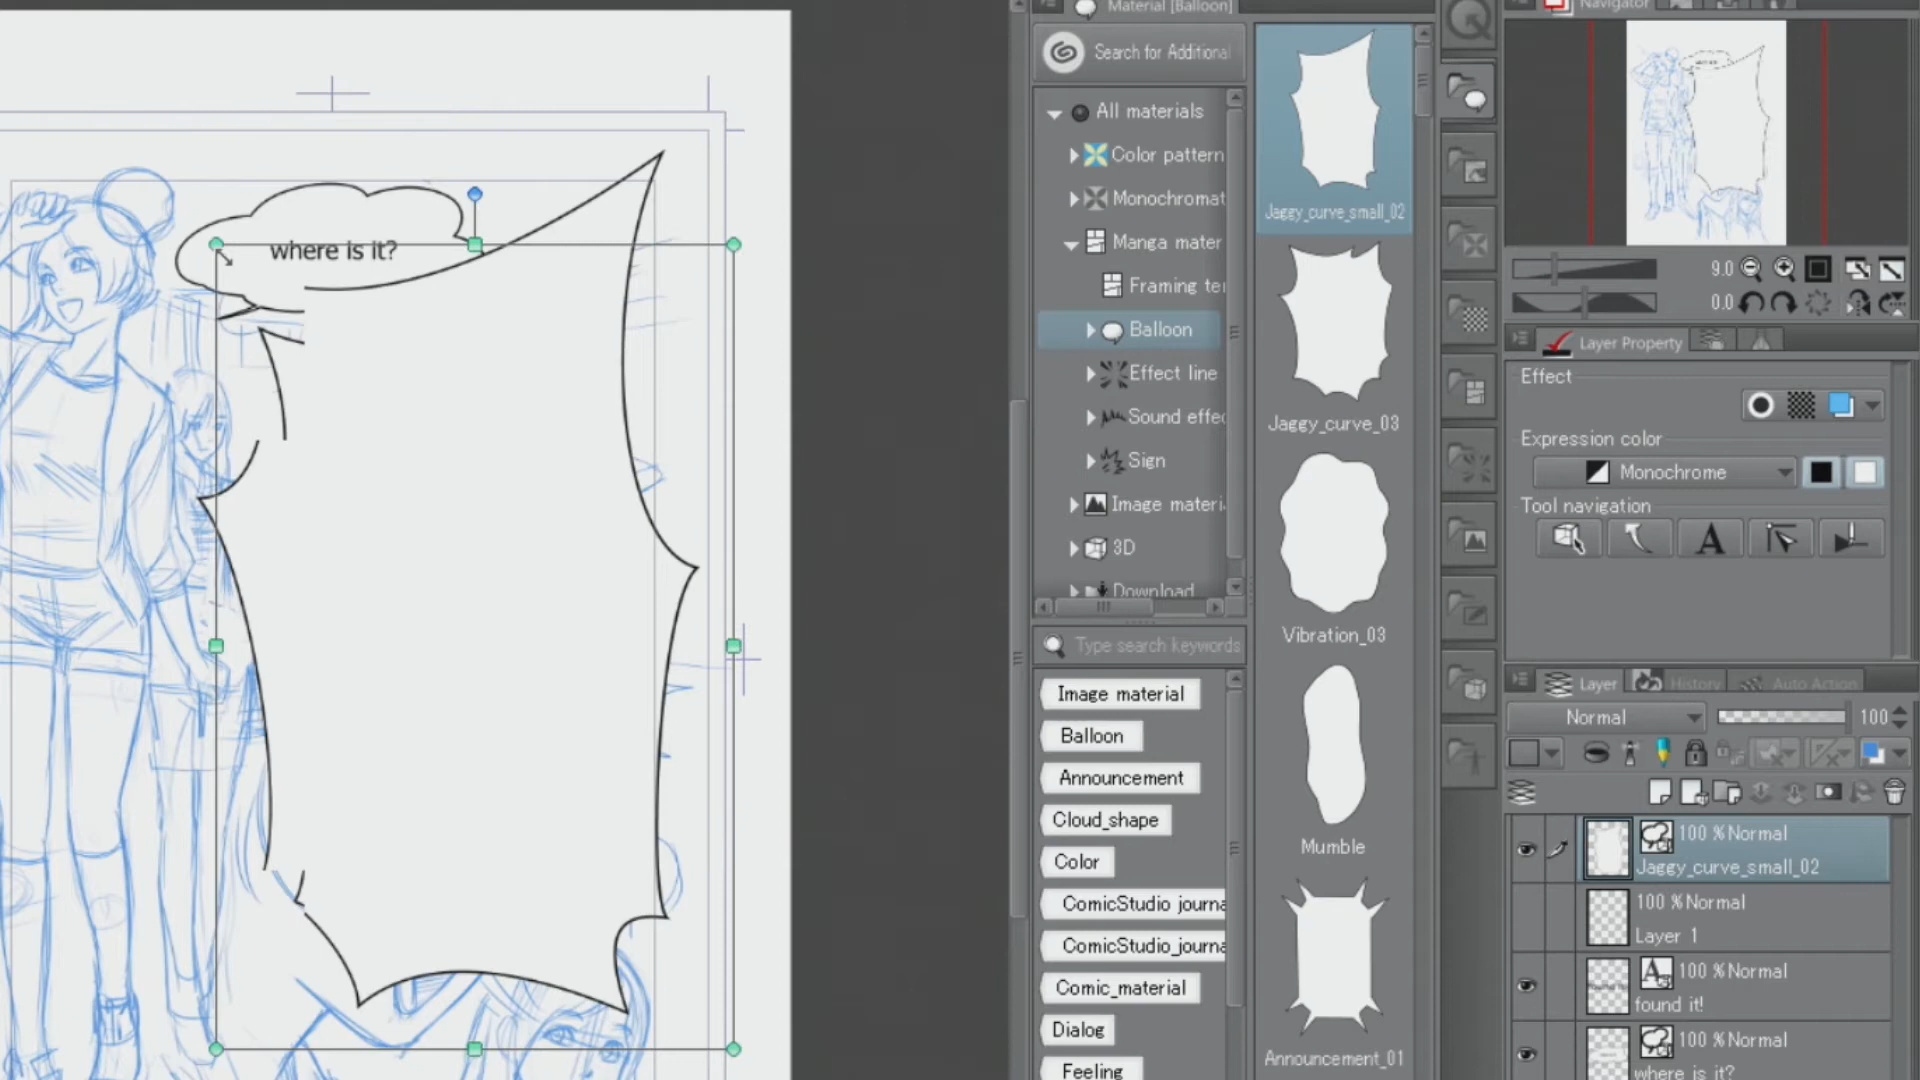 where is it?
Material [Balloon]
Search for Additional
All materials
Color pattern
Monochromat
Manga mater
Framing te
Balloon
Effect line
Sound effec
Sign
Image materi
3D
Download
Type search keywords
Image material
Balloon
Announcement
Cloud_shape
Color
ComicStudio journa
ComicStudio_journa
Comic_material
Dialog
Feeling
Jaggy_curve_small_02
Jaggy_curve_03
Vibration_03
Mumble
Announcement_01
Navigator
9.0
0.0
Layer Property
Effect
Expression color
Monochrome
Tool navigation
Layer
History
Auto Action
Normal
100
100 %Normal
Jaggy_curve_small_02
100 %Normal
Layer 1
100 %Normal
found it!
100 %Normal
where is it?